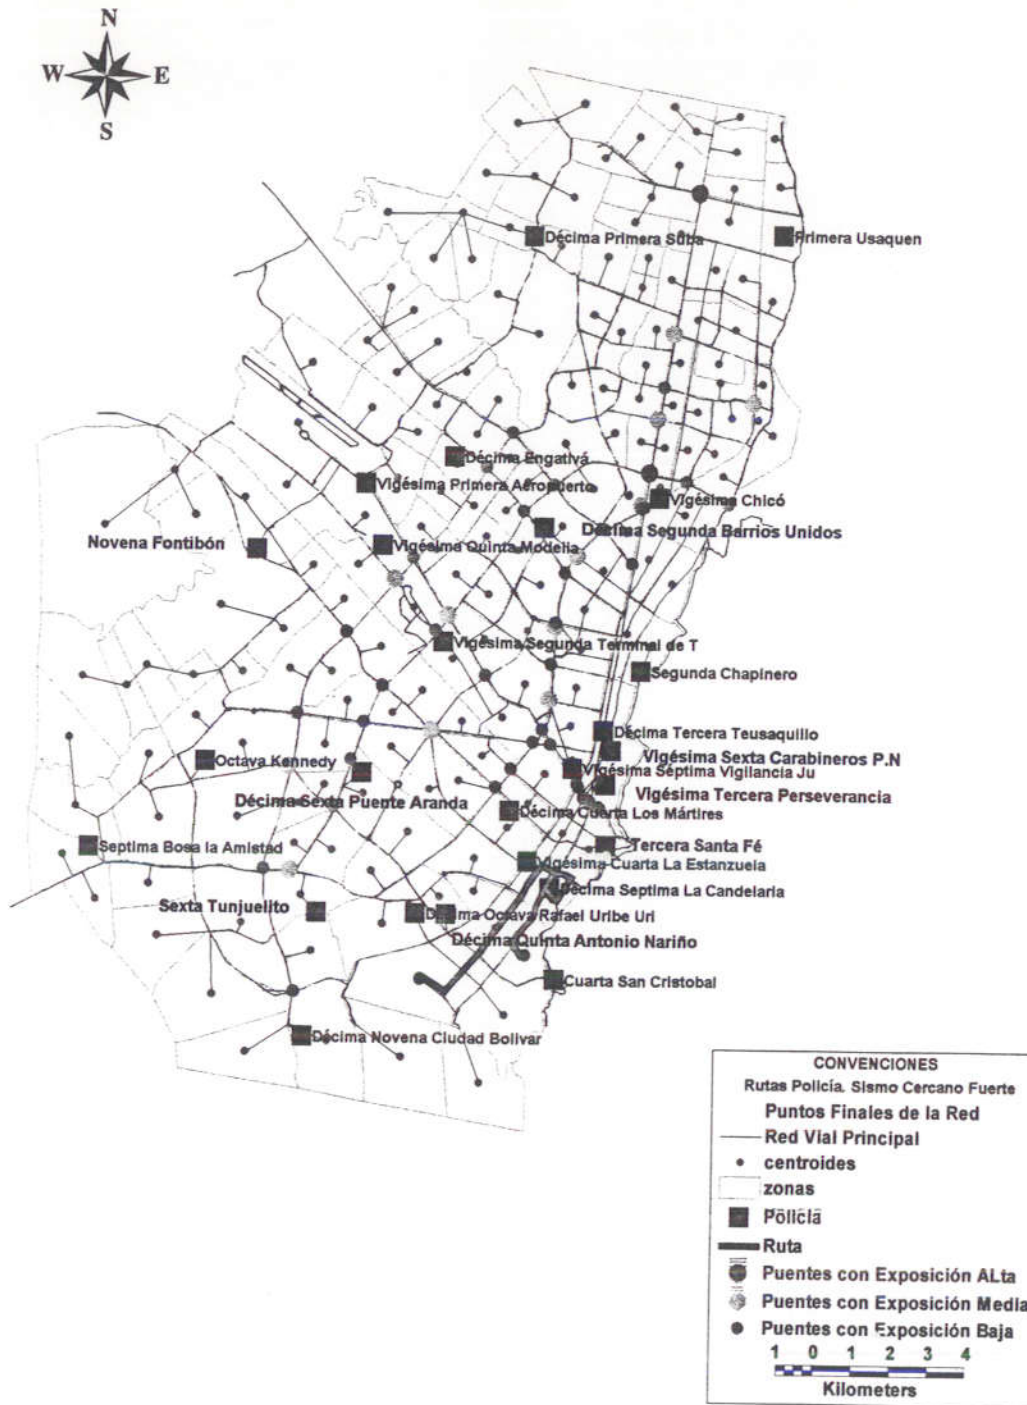 N
W E
S
Décima Primera Suba
Primera Usaquen
Décima Engativá
Vigésima Primera Aeropuerto
Vigésima Chicó
Décima Segunda Barrios Unidos
Novena Fontibón
Vigésima Quinta Modelia
Vigésima Segunda Terminal de T
Segunda Chapinero
Décima Tercera Teusaquillo
Vigésima Sexta Carabineros P.N
Octava Kennedy
Vigésima Séptima Vigilancia Ju
Décima Sexta Puente Aranda
Vigésima Tercera Perseverancia
Décima Cuarta Los Mártires
Septima Bosa la Amistad
Tercera Santa Fé
Vigésima Cuarta La Estanzuela
Décima Septima La Candelaria
Sexta Tunjuelito
Décima Octava Rafael Uribe Uri
Décima Quinta Antonio Nariño
Cuarta San Cristobal
Décima Novena Ciudad Bolivar
CONVENCIONES
Rutas Policía. Sismo Cercano Fuerte
Puntos Finales de la Red
Red Vial Principal
centroides
zonas
Policía
Ruta
Puentes con Exposición ALta
Puentes con Exposición Media
Puentes con Exposición Baja
1 0 1 2 3 4
Kilometers